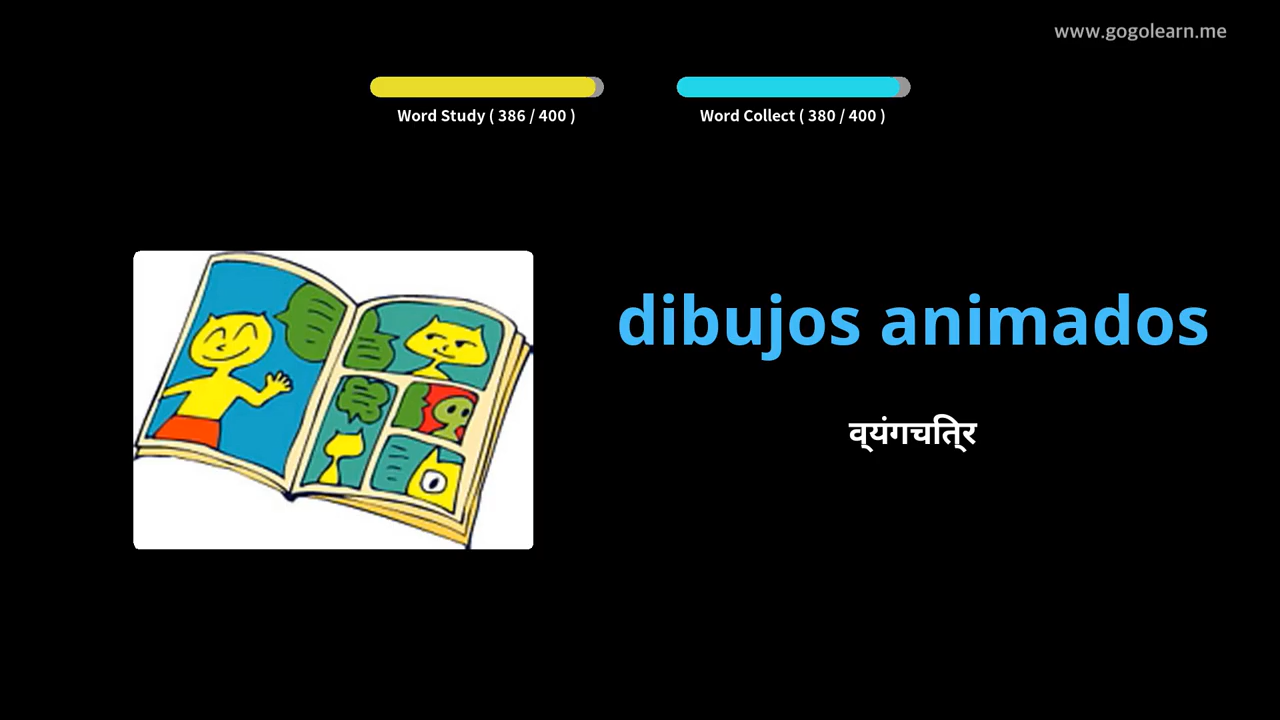 www.gogolearn.me
Word Study ( 386 / 400 )
Word Collect ( 380 / 400 )
dibujos animados
व्यंगचित्र